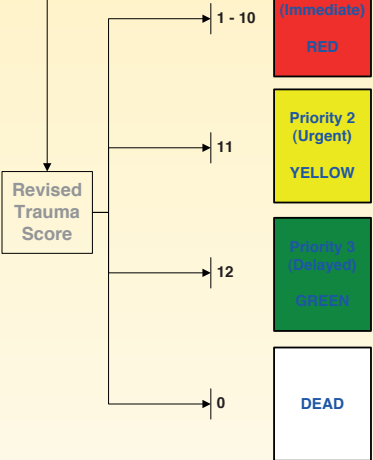 1 - 10
(Immediate)
RED
Priority 2
(Urgent)
YELLOW
11
Revised
Trauma
Score
Priority 3
(Delayed)
GREEN
12
0
DEAD